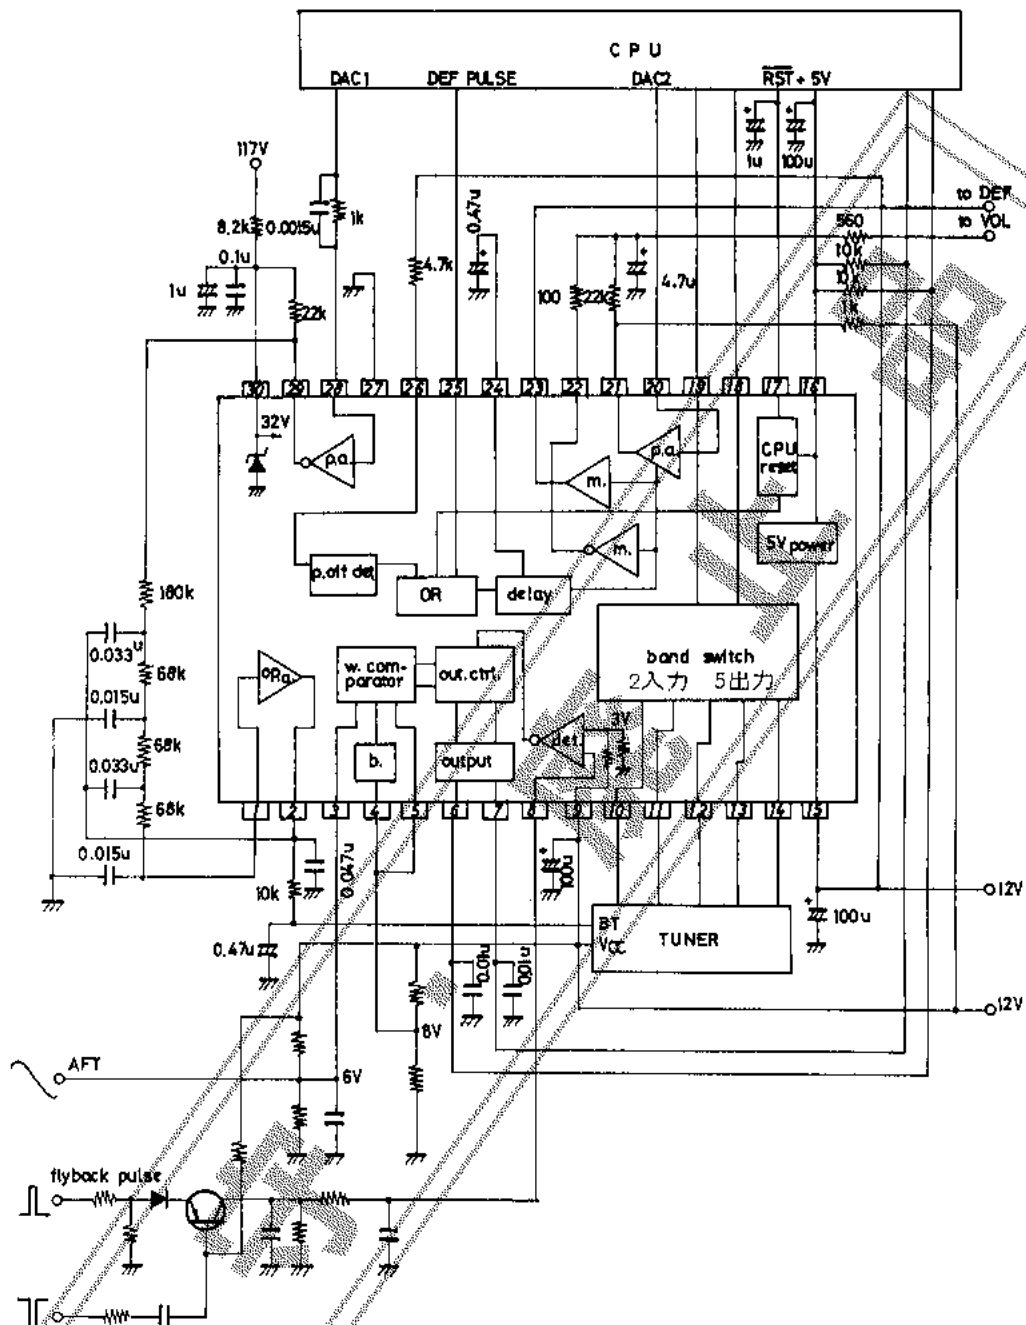 CPU
DAC1 DEF PULSE DAC2 RST +5V
1u 100u
117V
8.2k 0.0015u 1k
0.1u
1u
22k
4.7k
0.47u
100 22k
4.7u
to DEF.
to VOL.
560
10k
10k
1k
30 29 28 27 26 25 24 23 22 21 20 19 18 17 16
32V
p.a.
p.a.
m.
m.
CPU reset
5V power
p.off det
OR
delay
180k
0.033u
68k
0.015u
68k
0.033u
68k
0.015u
OP.a.
w. com-
parator
out. ctrl.
b.
output
det
3V
band switch
2入力 5出力
1 2 3 4 5 6 7 8 9 10 11 12 13 14 15
10k
0.047u
0.47u
100u
BT
VCC
TUNER
100u
12V
12V
0.01u
0.01u
8V
AFT
6V
flyback pulse